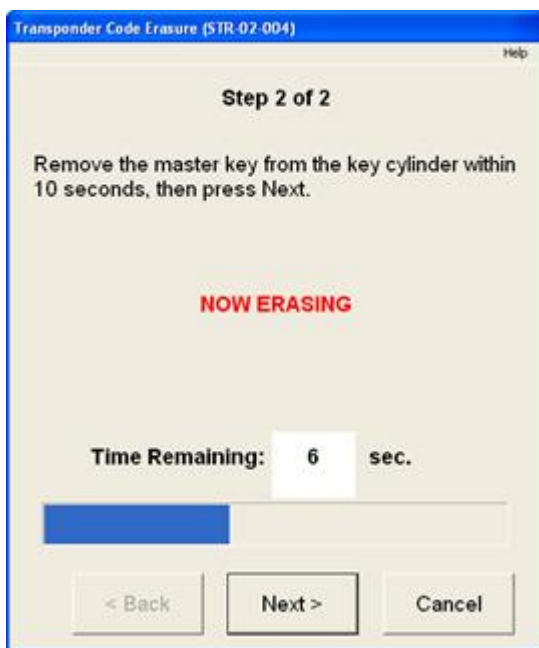 Transponder Code Erasure (STR-02-004)
Help
Step 2 of 2
Remove the master key from the key cylinder within
10 seconds, then press Next.
NOW ERASING
Time Remaining: 6 sec.
< Back Next > Cancel